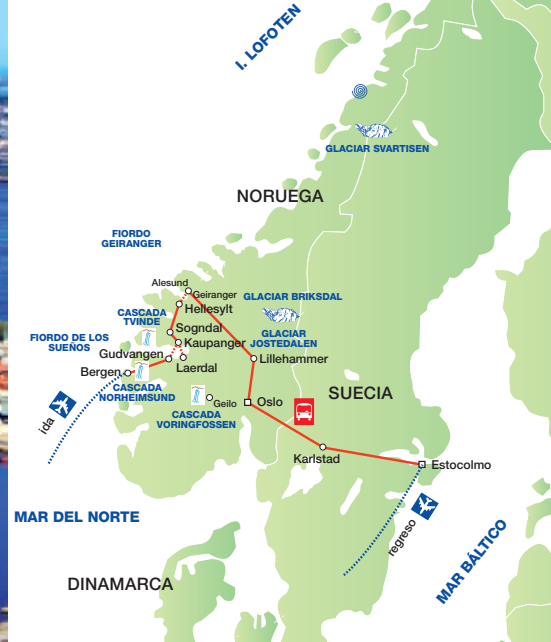 I. LOFOTEN
GLACIAR SVARTISEN
NORUEGA
FIORDO
GEIRANGER
Alesund
Geiranger
GLACIAR BRIKSDAL
Hellesylt
CASCADA
TVINDE
Sogndal
GLACIAR
JOSTEDALEN
FIORDO DE LOS
SUEÑOS
Kaupanger
Gudvangen
Lillehammer
Laerdal
Bergen
CASCADA
NORHEIMSUND
SUECIA
Geilo
Oslo
CASCADA
VORINGFOSSEN
ida
Karlstad
Estocolmo
MAR DEL NORTE
regreso
MAR BÁLTICO
DINAMARCA